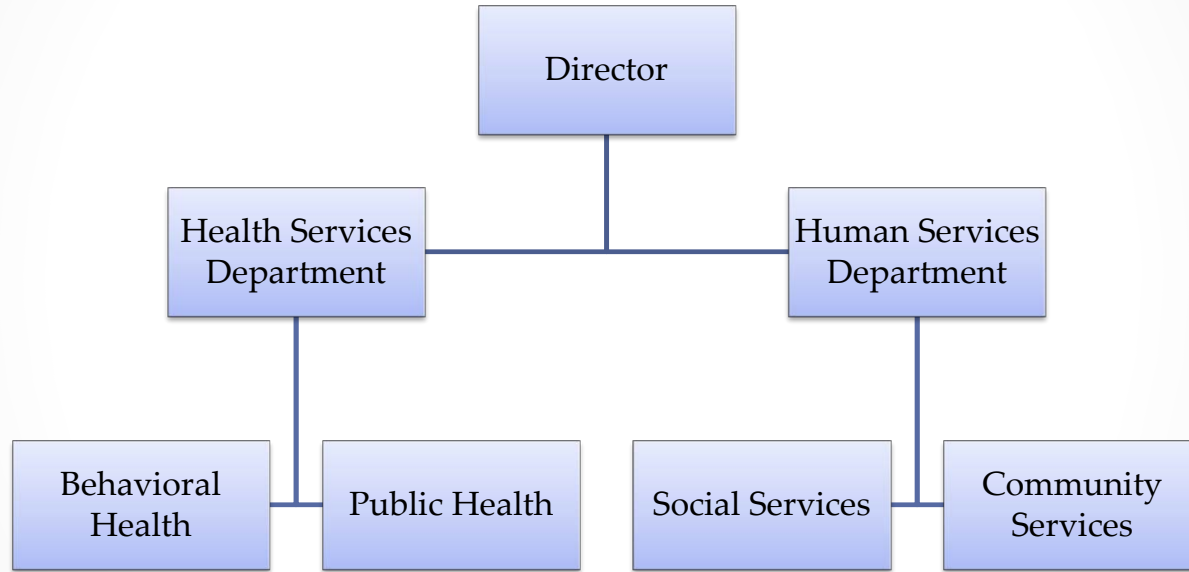 Director
Health Services
Department
Human Services
Department
Behavioral
Health
Public Health
Social Services
Community
Services